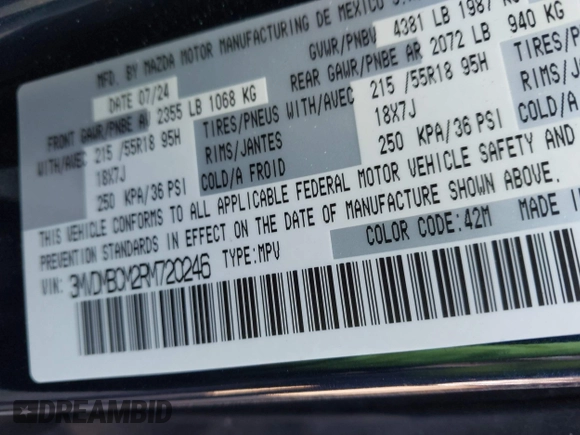 MFD. BY MAZDA MOTOR MANUFACTURING DE MEXICO
DATE 07/24
GVWR/PNBV 4381 LB 1987
FRONT GAWR/PNBE AV 2355 LB 1068 KG
REAR GAWR/PNBE AR 2072 LB 940 KG
WITH/AVEC 215 /55R18 95H TIRES/PNEUS WITH/AVEC 215 /55R18 95H TIRES/PNEUS
18X7J RIMS/JANTES 18X7J RIMS/JANTES
250 KPA/36 PSI COLD/A FROID 250 KPA/36 PSI COLD/A
THIS VEHICLE CONFORMS TO ALL APPLICABLE FEDERAL MOTOR VEHICLE SAFETY AND
PREVENTION STANDARDS IN EFFECT ON THE DATE OF MANUFACTURE SHOWN ABOVE.
VIN: 3MVDMBCM2RM720246 TYPE:MPV COLOR CODE:42M MADE IN
DREAMBID